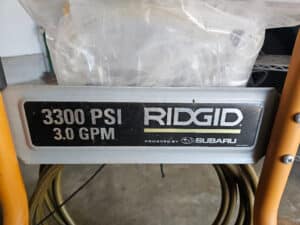 3300 PSI
3.0 GPM
RIDGID
POWERED BY SUBARU